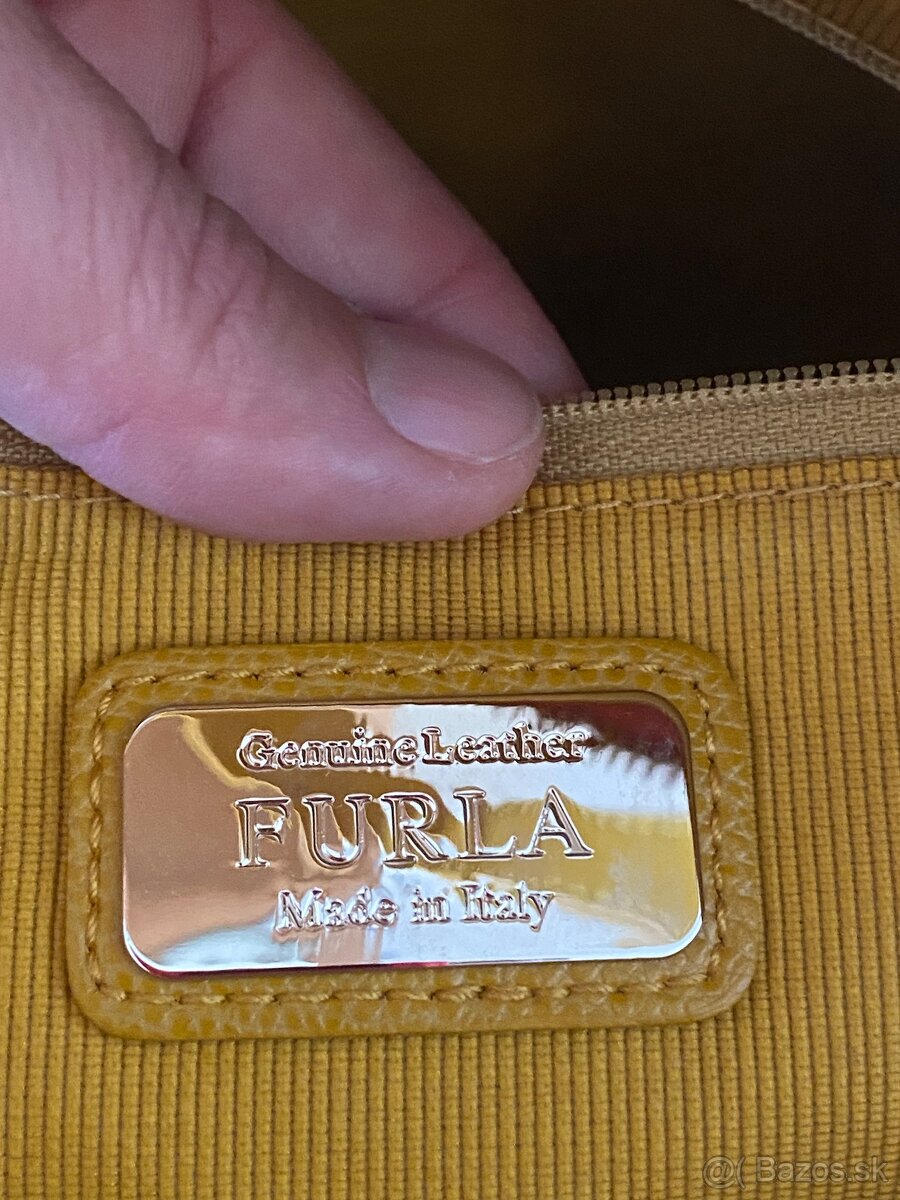 Genuine Leather
FURLA
Made in Italy
@( Bazos.sk